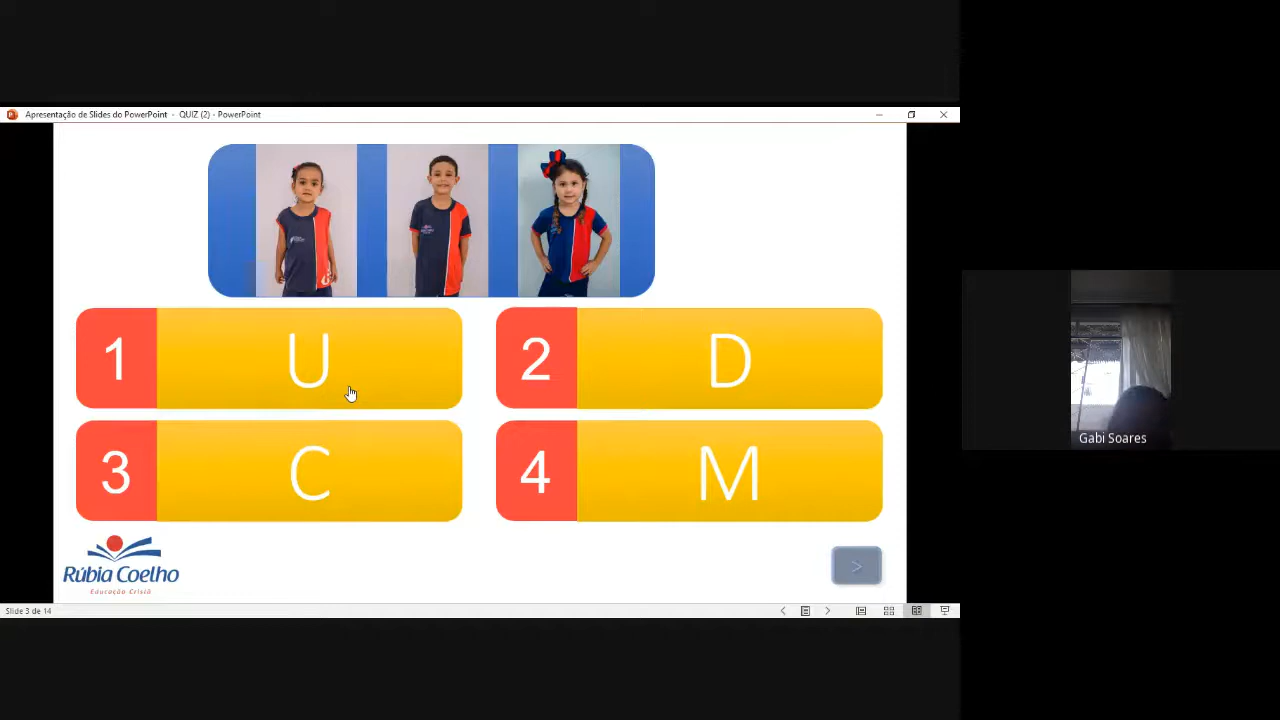 Apresentação de Slides do PowerPoint - QUIZ (2) - PowerPoint
1 U
2 D
3 C
4 M
Rúbia Coelho
Educação Cristã
>
Slide 3 de 14
Gabi Soares